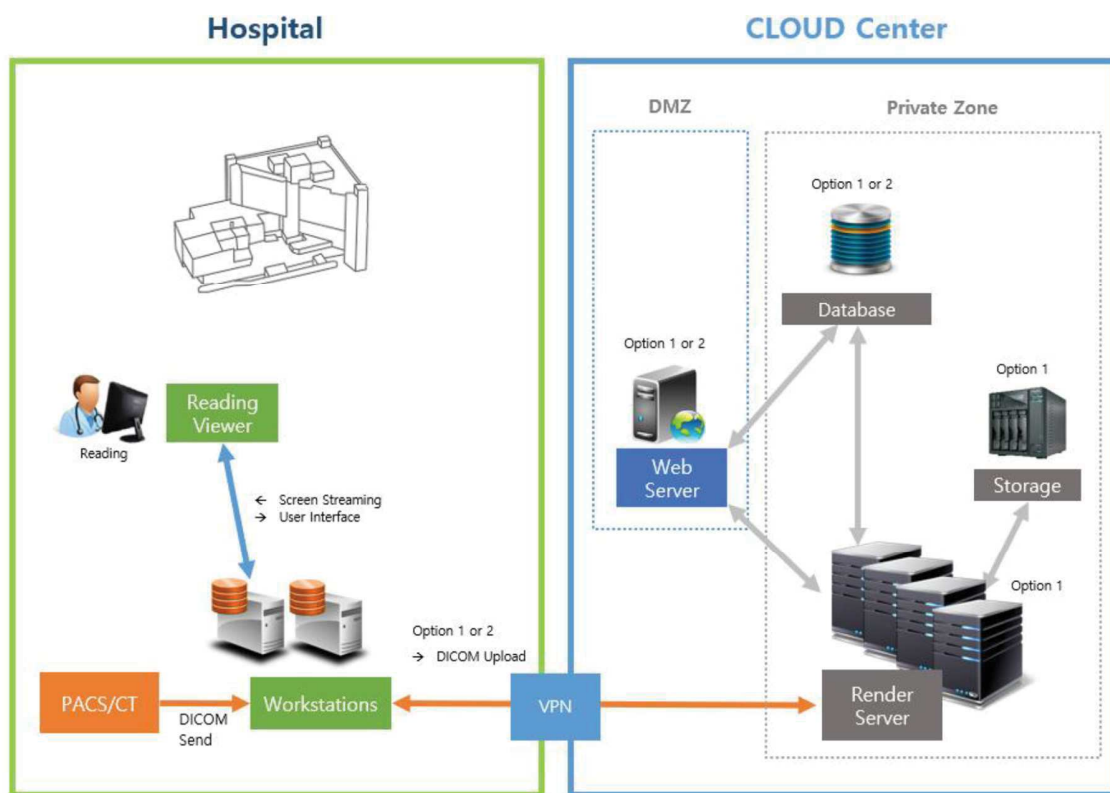 Hospital
CLOUD Center
DMZ
Private Zone
Option 1 or 2
Database
Option 1 or 2
Option 1
Reading
Viewer
Reading
Web
Server
Storage
← Screen Streaming
→ User Interface
Option 1
Option 1 or 2
→ DICOM Upload
PACS/CT
DICOM
Send
Workstations
VPN
Render
Server